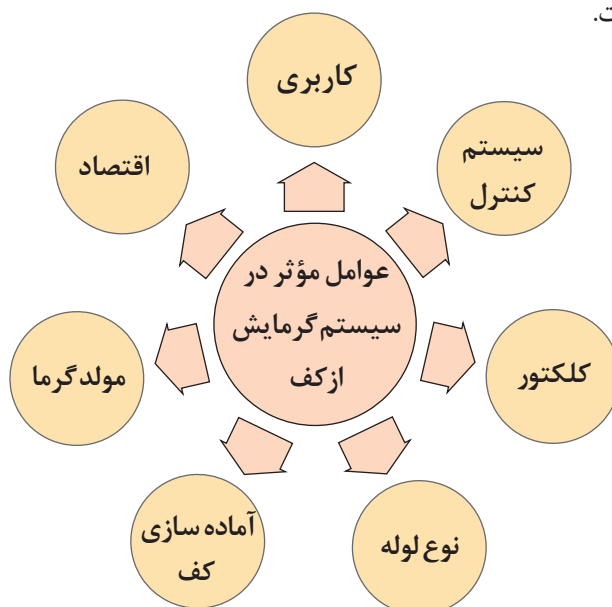 ت.
کاربری
سیستم
کنترل
اقتصاد
عوامل مؤثر در
سیستم گرمایش
از کف
کلکتور
مولد گرما
نوع لوله
آماده سازی
کف